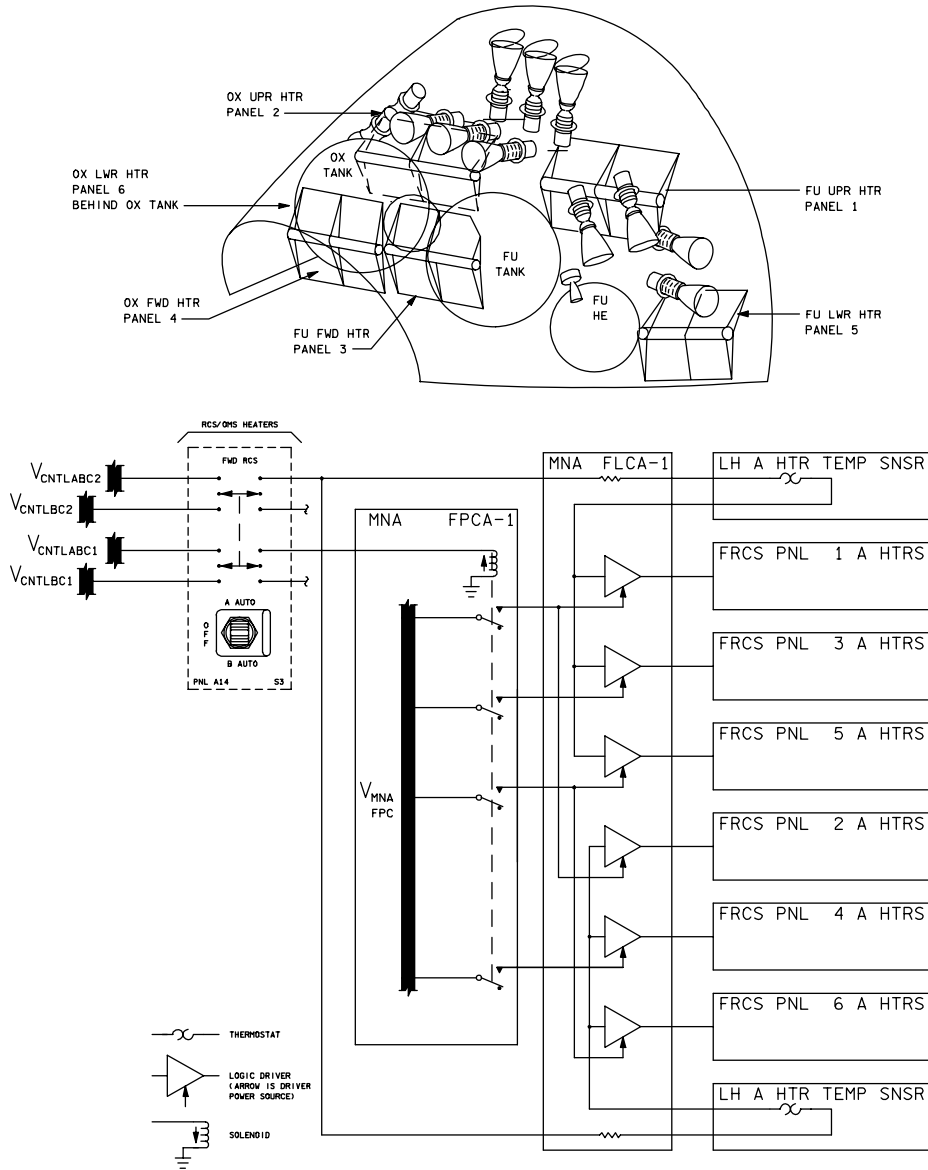 OX UPR HTR
PANEL 2
OX LWR HTR
PANEL 6
BEHIND OX TANK
OX
TANK
FU UPR HTR
PANEL 1
FU
TANK
OX FWD HTR
PANEL 4
FU FWD HTR
PANEL 3
FU
HE
FU LWR HTR
PANEL 5
RCS/OMS HEATERS
FWD RCS
VCNTLABC2
VCNTLBC2
VCNTLABC1
VCNTLBC1
A AUTO
OFF
B AUTO
PNL A14 S3
MNA FPCA-1
VMNA
FPC
MNA FLCA-1
LH A HTR TEMP SNSR
FRCS PNL 1 A HTRS
FRCS PNL 3 A HTRS
FRCS PNL 5 A HTRS
FRCS PNL 2 A HTRS
FRCS PNL 4 A HTRS
FRCS PNL 6 A HTRS
LH A HTR TEMP SNSR
THERMOSTAT
LOGIC DRIVER
(ARROW IS DRIVER
POWER SOURCE)
SOLENOID